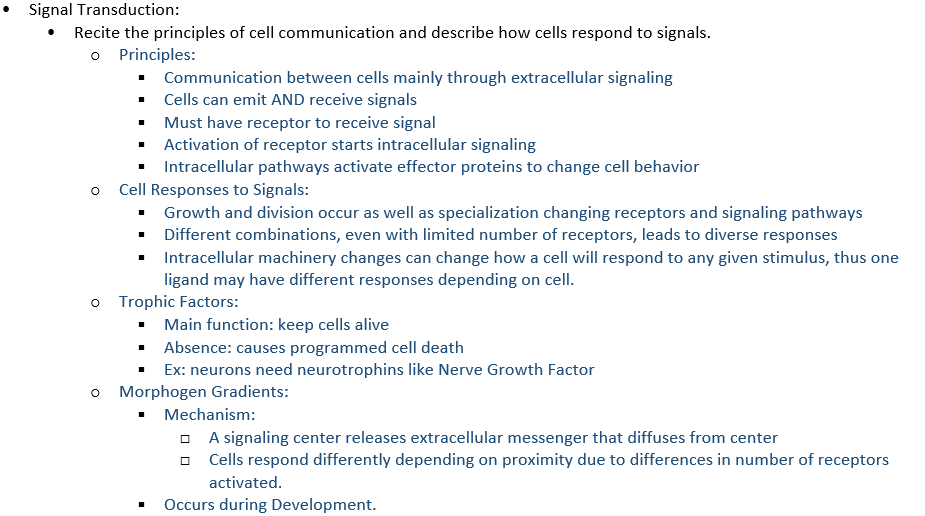 Signal Transduction:
Recite the principles of cell communication and describe how cells respond to signals.
Principles:
Communication between cells mainly through extracellular signaling
Cells can emit AND receive signals
Must have receptor to receive signal
Activation of receptor starts intracellular signaling
Intracellular pathways activate effector proteins to change cell behavior
Cell Responses to Signals:
Growth and division occur as well as specialization changing receptors and signaling pathways
Different combinations, even with limited number of receptors, leads to diverse responses
Intracellular machinery changes can change how a cell will respond to any given stimulus, thus one
ligand may have different responses depending on cell.
Trophic Factors:
Main function: keep cells alive
Absence: causes programmed cell death
Ex: neurons need neurotrophins like Nerve Growth Factor
Morphogen Gradients:
Mechanism:
A signaling center releases extracellular messenger that diffuses from center
Cells respond differently depending on proximity due to differences in number of receptors
activated.
Occurs during Development.